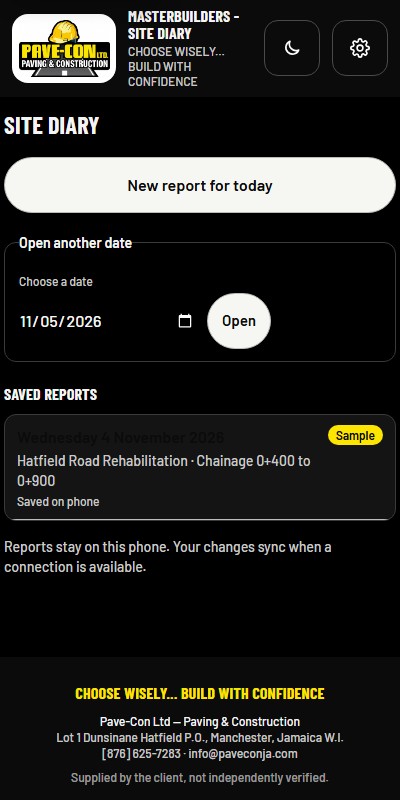 PAVE-CON LTD.
PAVING & CONSTRUCTION
MASTERBUILDERS -
SITE DIARY
CHOOSE WISELY...
BUILD WITH
CONFIDENCE
SITE DIARY
New report for today
Open another date
Choose a date
11/05/2026
Open
SAVED REPORTS
Wednesday 4 November 2026
Sample
Hatfield Road Rehabilitation · Chainage 0+400 to
0+900
Saved on phone
Reports stay on this phone. Your changes sync when a
connection is available.
CHOOSE WISELY... BUILD WITH CONFIDENCE
Pave-Con Ltd — Paving & Construction
Lot 1 Dunsinane Hatfield P.O., Manchester, Jamaica W.I.
[876] 625-7283 · info@paveconja.com
Supplied by the client, not independently verified.